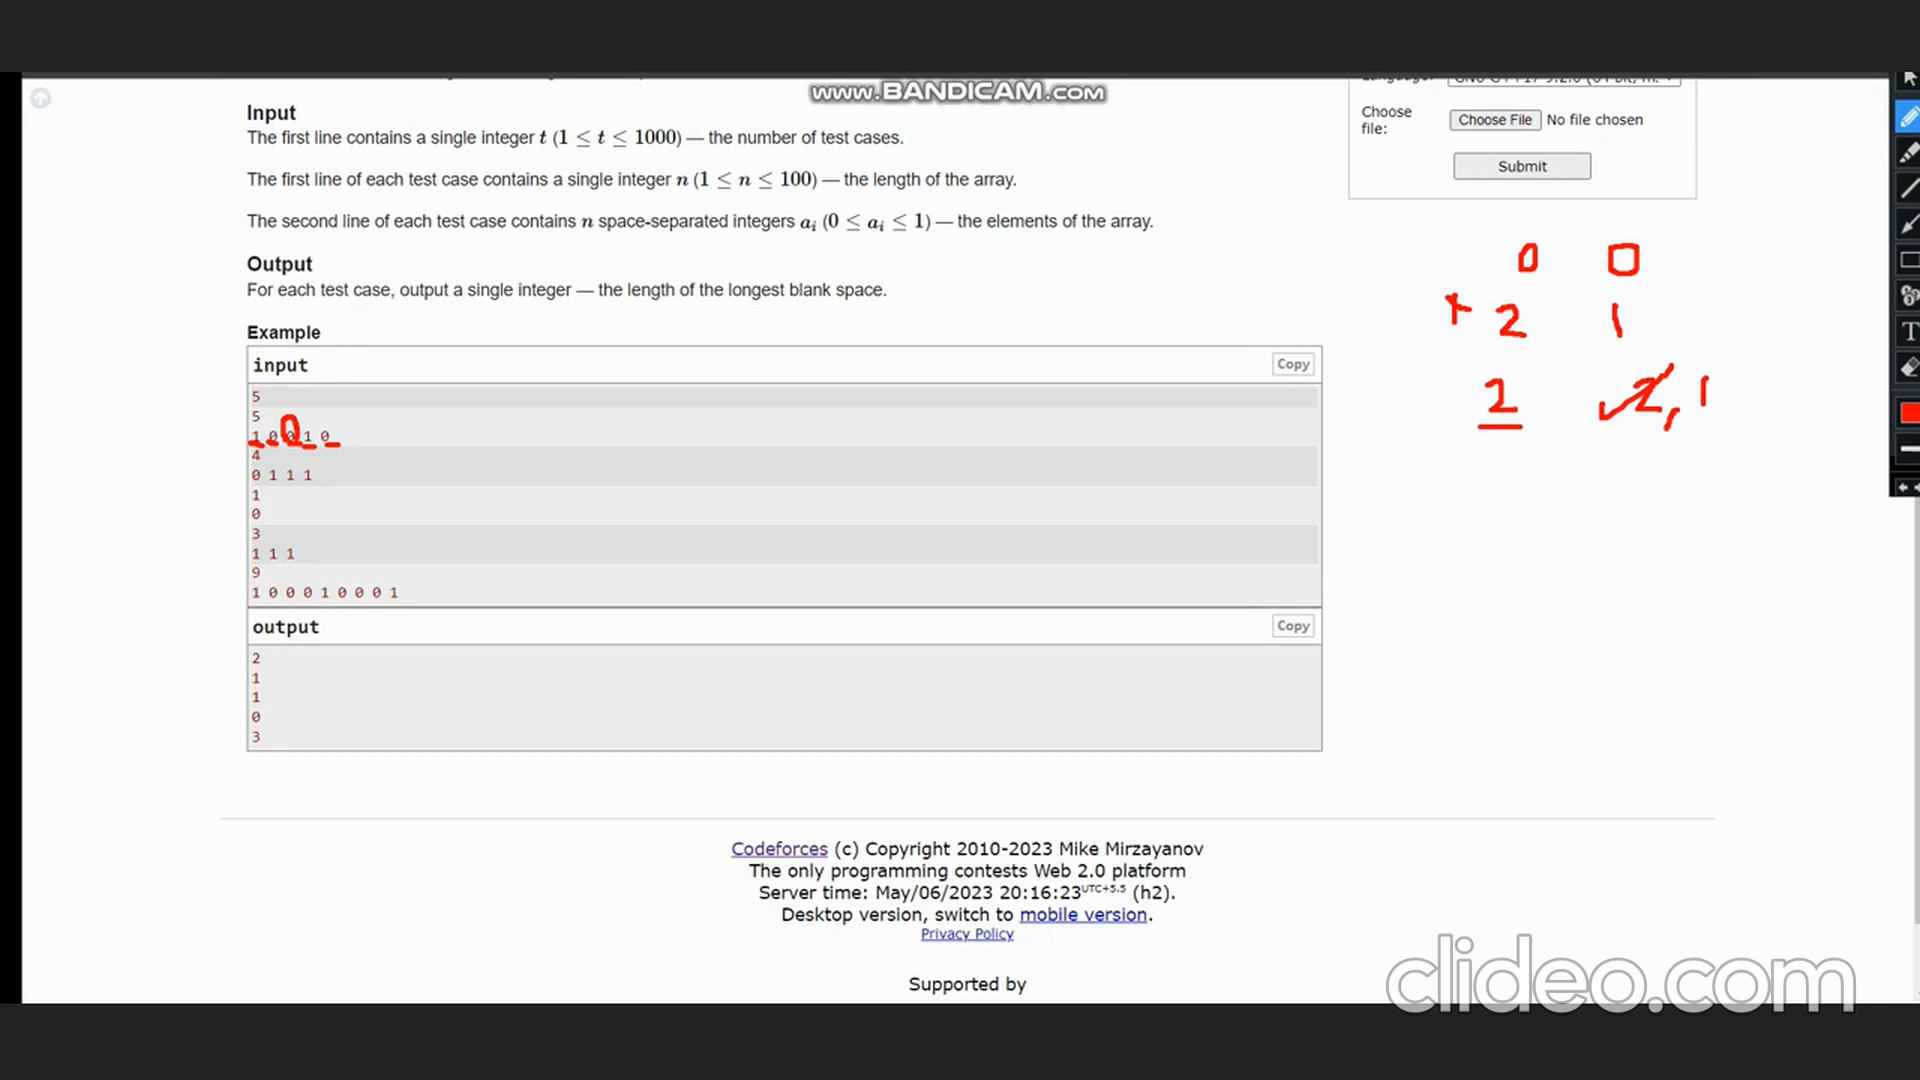 www.BANDICAM.com
Choose file:
Choose File No file chosen
Submit
Input
The first line contains a single integer t (1 ≤ t ≤ 1000) — the number of test cases.
The first line of each test case contains a single integer n (1 ≤ n ≤ 100) — the length of the array.
The second line of each test case contains n space-separated integers aᵢ (0 ≤ aᵢ ≤ 1) — the elements of the array.
Output
For each test case, output a single integer — the length of the longest blank space.
Example
input Copy
5
5
1 0 0 1 0
4
0 1 1 1
1
0
3
1 1 1
9
1 0 0 0 1 0 0 0 1
output Copy
2
1
1
0
3
0 0
2 1
2 2, 1
Codeforces (c) Copyright 2010-2023 Mike Mirzayanov
The only programming contests Web 2.0 platform
Server time: May/06/2023 20:16:23UTC+5.5 (h2).
Desktop version, switch to mobile version.
Privacy Policy
Supported by
clideo.com